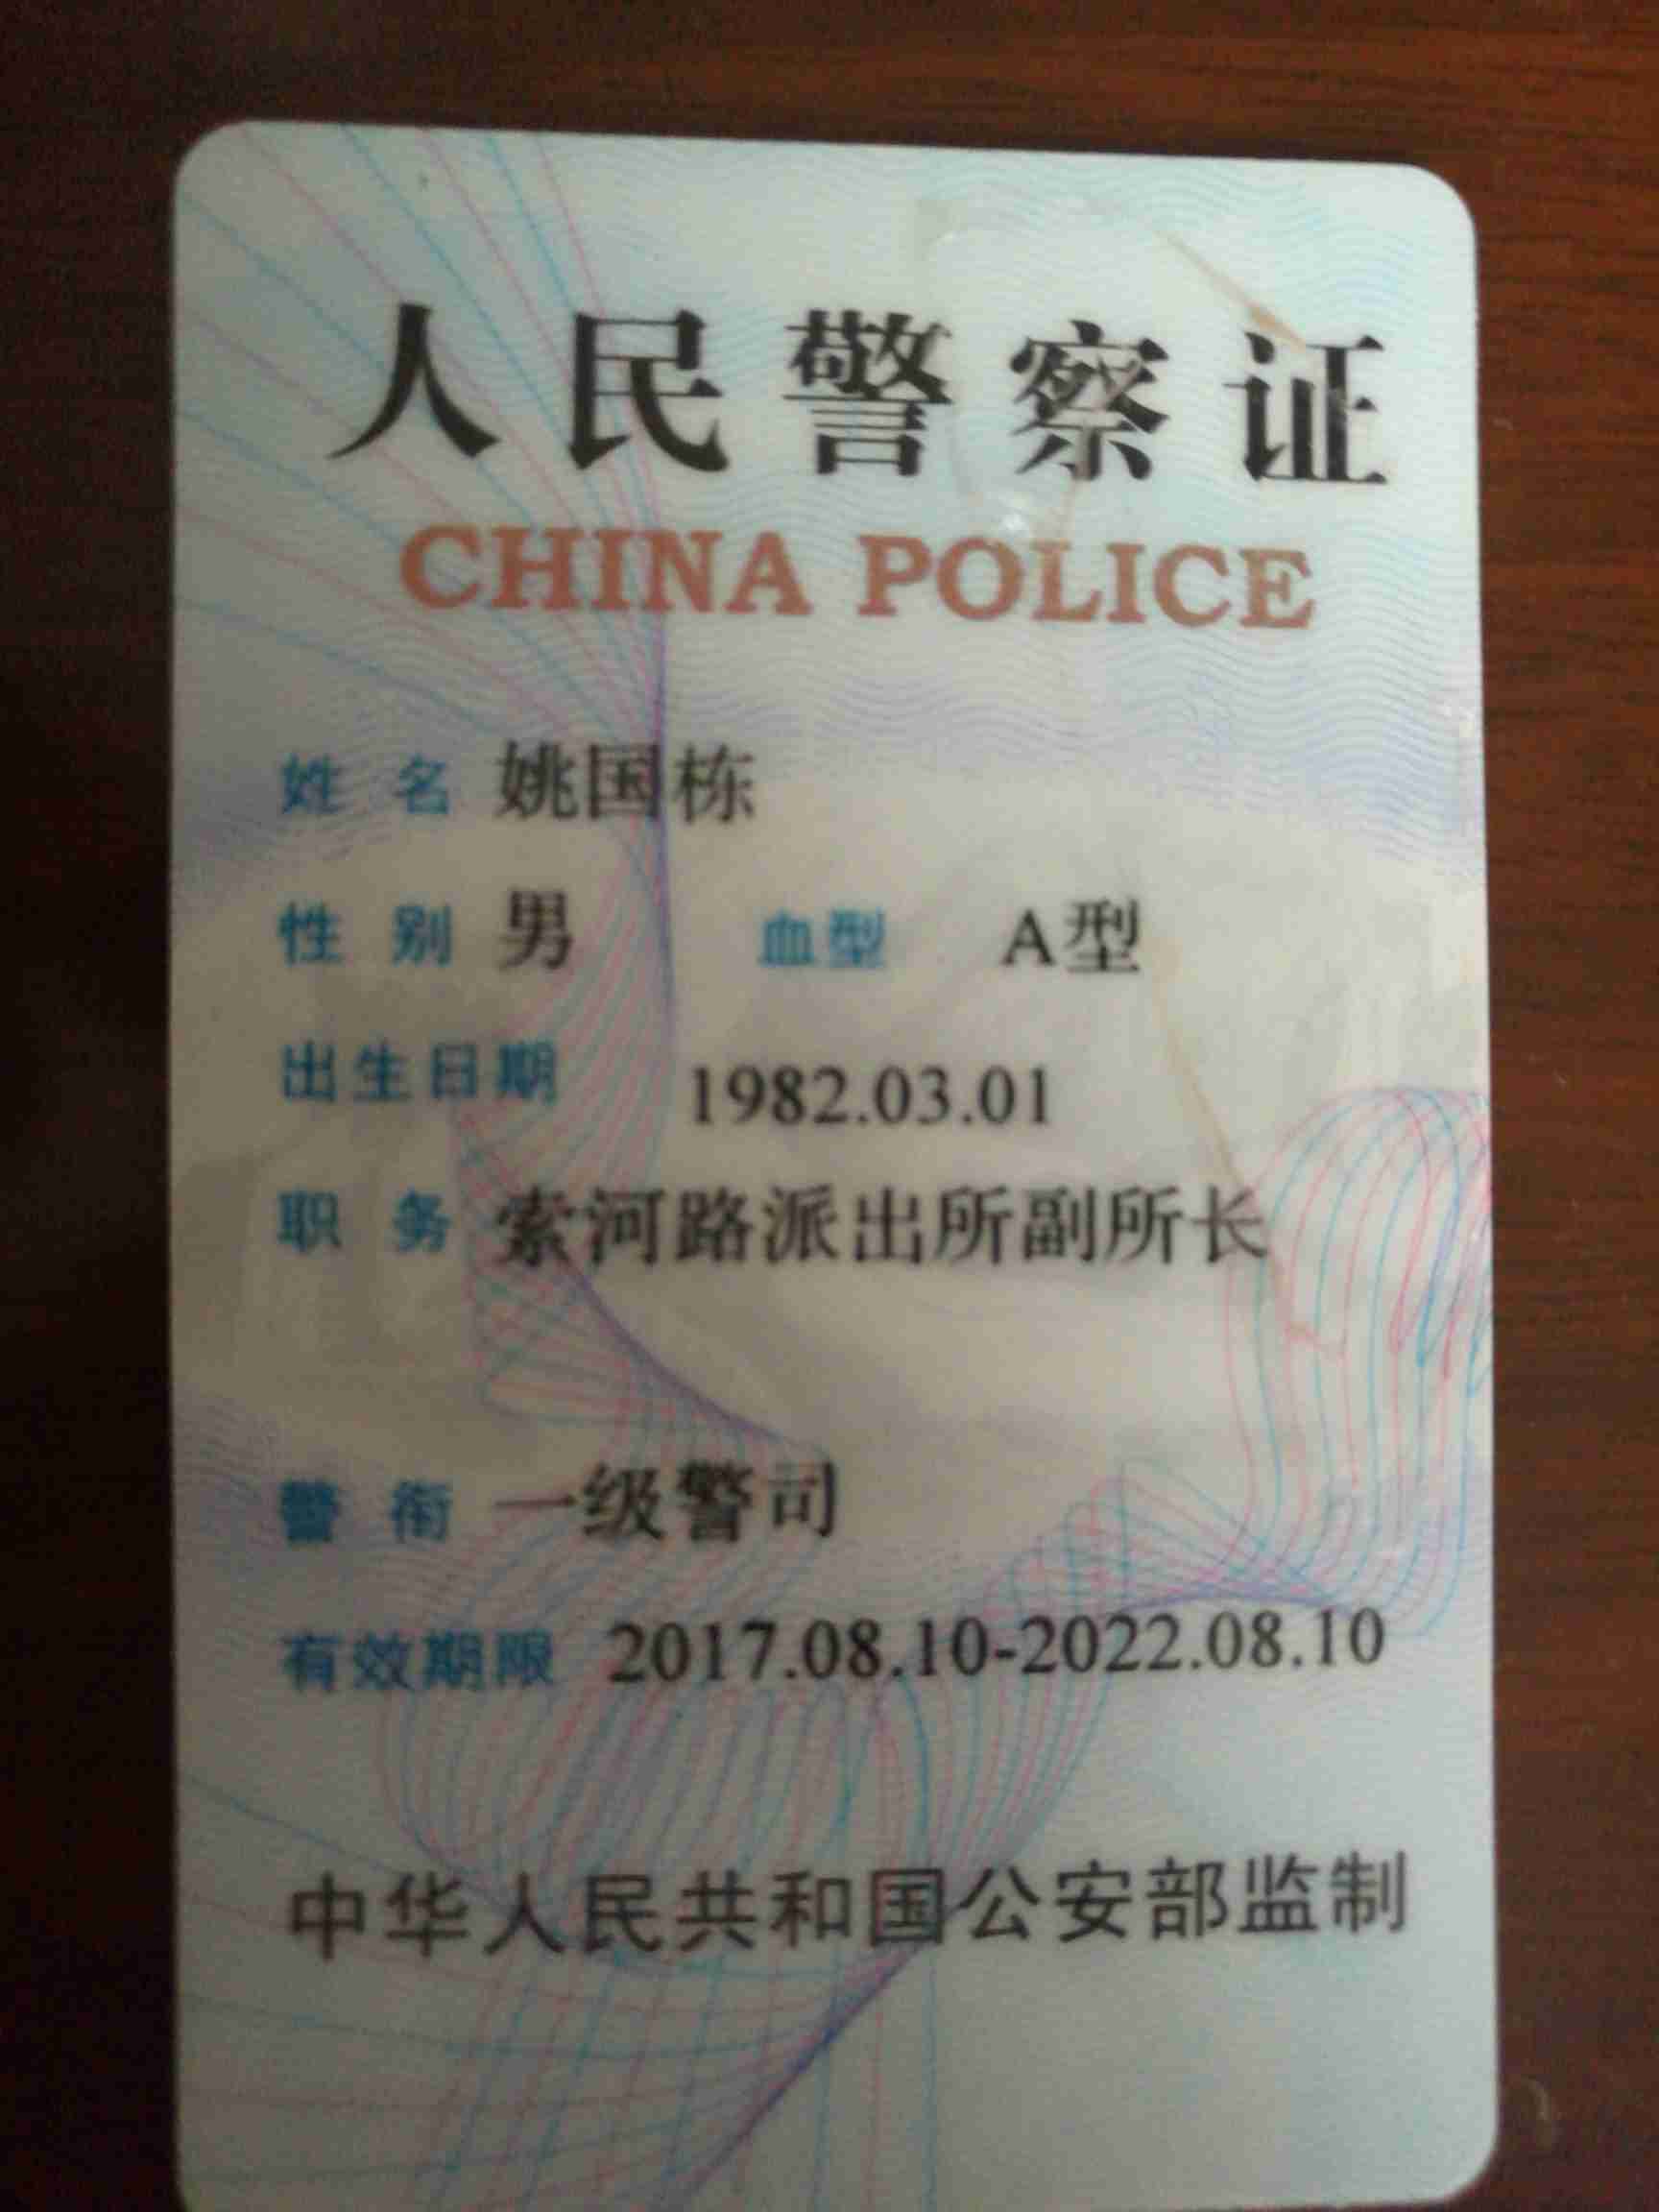 人民警察证
CHINA POLICE
姓 名 姚国栋
性 别 男 血型 A型
出生日期 1982.03.01
职 务 索河路派出所副所长
警 衔 一级警司
有效期限 2017.08.10-2022.08.10
中华人民共和国公安部监制